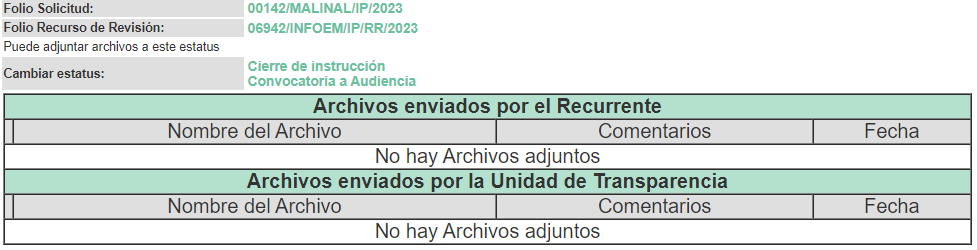 Folio Solicitud: 00142/MALINAL/IP/2023
Folio Recurso de Revisión: 06942/INFOEM/IP/RR/2023
Puede adjuntar archivos a este estatus
Cambiar estatus: Cierre de instrucción
Convocatoria a Audiencia
Archivos enviados por el Recurrente
Nombre del Archivo Comentarios Fecha
No hay Archivos adjuntos
Archivos enviados por la Unidad de Transparencia
Nombre del Archivo Comentarios Fecha
No hay Archivos adjuntos